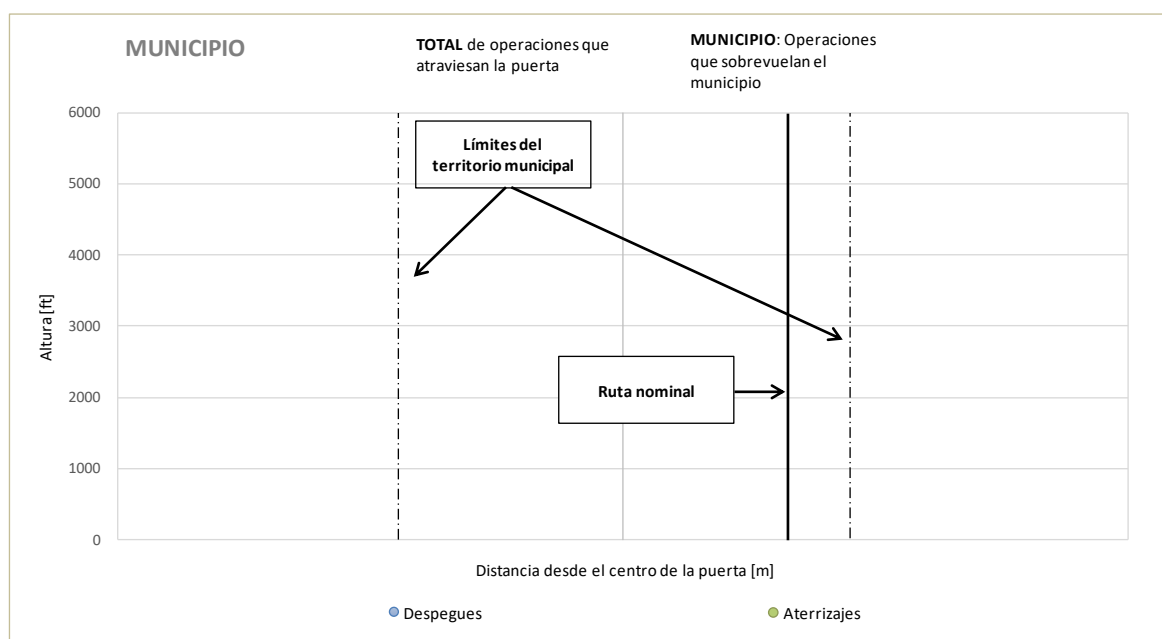 MUNICIPIO
TOTAL de operaciones que
atraviesan la puerta
MUNICIPIO: Operaciones
que sobrevuelan el
municipio
6000
5000
4000
3000
2000
1000
0
Altura [ft]
Límites del
territorio municipal
Ruta nominal
Distancia desde el centro de la puerta [m]
Despegues
Aterrizajes